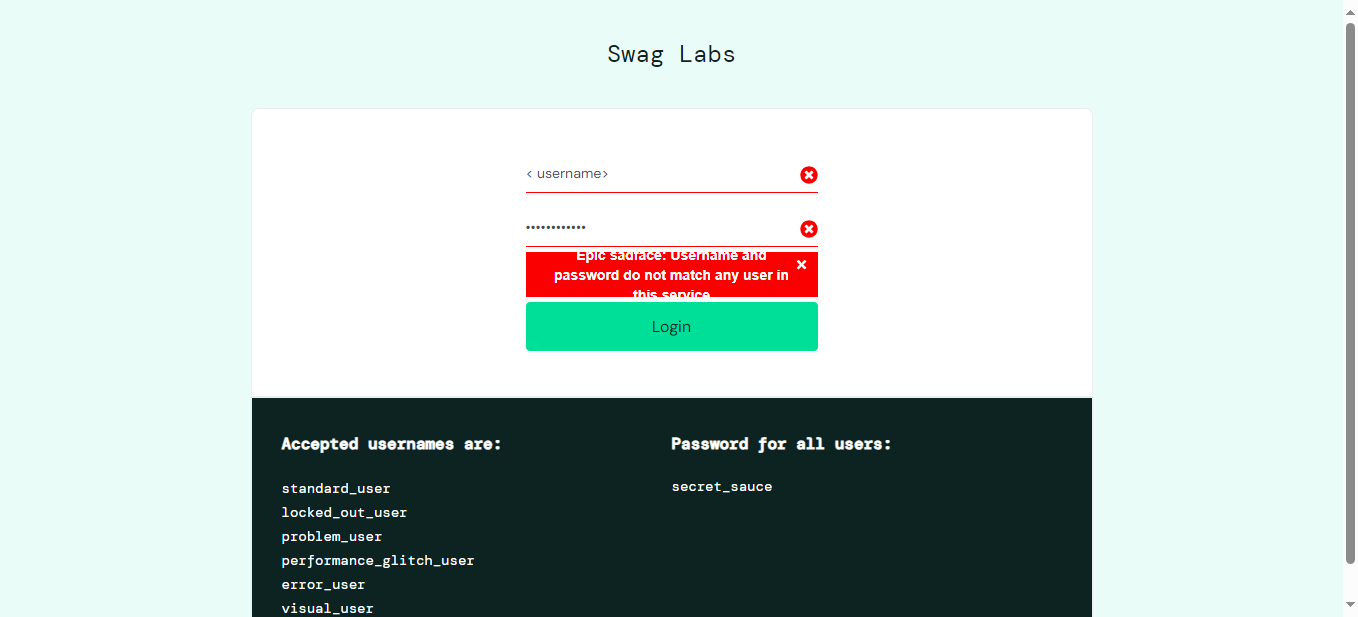 Swag Labs
< username>
••••••••••••
Epic sadface: Username and
password do not match any user in
this service
Login
Accepted usernames are:
standard_user
locked_out_user
problem_user
performance_glitch_user
error_user
visual_user
Password for all users:
secret_sauce